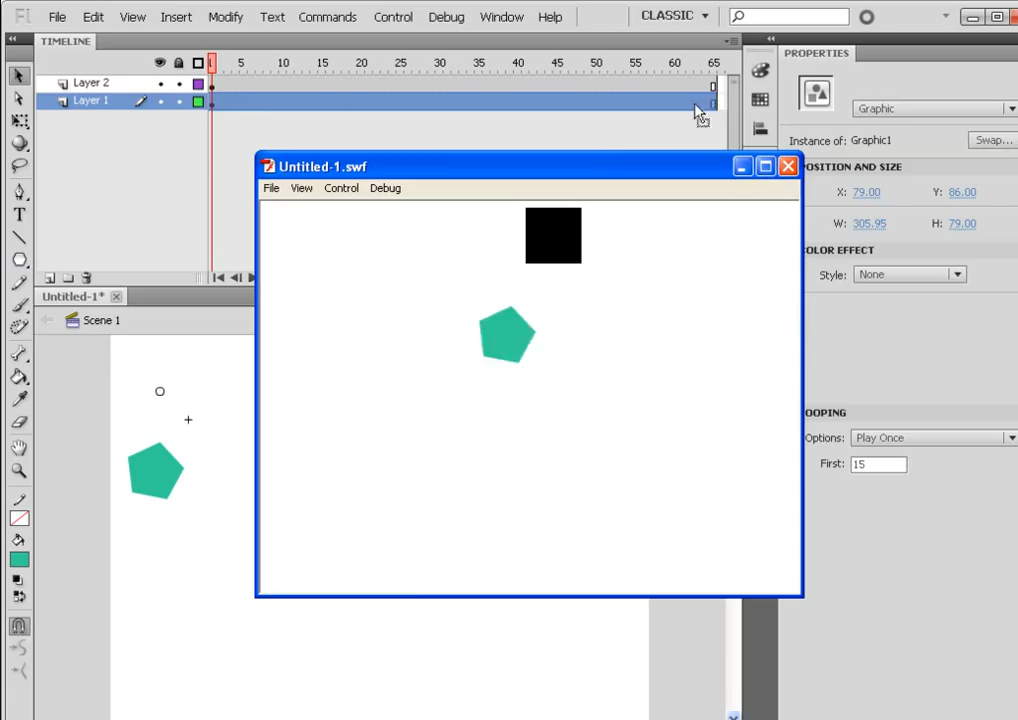 Fl File Edit View Insert Modify Text Commands Control Debug Window Help CLASSIC
TIMELINE
PROPERTIES
1 5 10 15 20 25 30 35 40 45 50 55 60 65
Layer 2
Layer 1
Graphic
Instance of: Graphic1 Swap...
Untitled-1.swf
OSITION AND SIZE
File View Control Debug
X: 79.00 Y: 86.00
W: 305.95 H: 79.00
OLOR EFFECT
Style: None
Untitled-1*
Scene 1
OOPING
Options: Play Once
First: 15